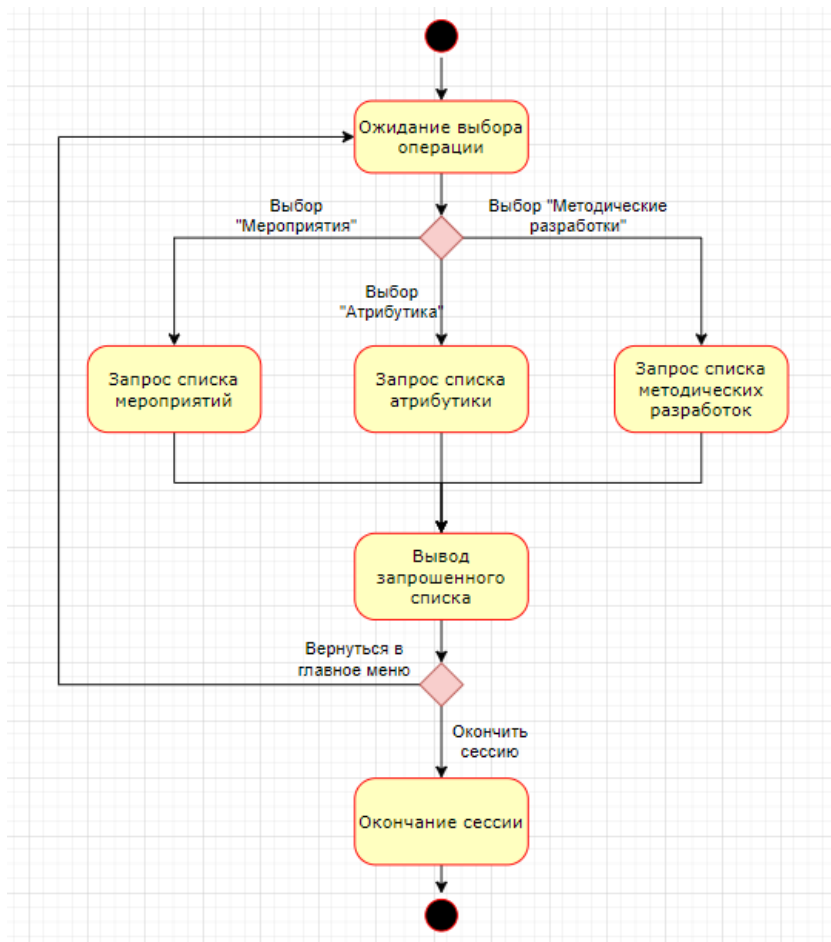 Ожидание выбора
операции
Выбор
"Мероприятия"
Выбор "Методические
разработки"
Выбор
"Атрибутика"
Запрос списка
мероприятий
Запрос списка
атрибутики
Запрос списка
методических
разработок
Вывод
запрошенного
списка
Вернуться в
главное меню
Окончить
сессию
Окончание сессии